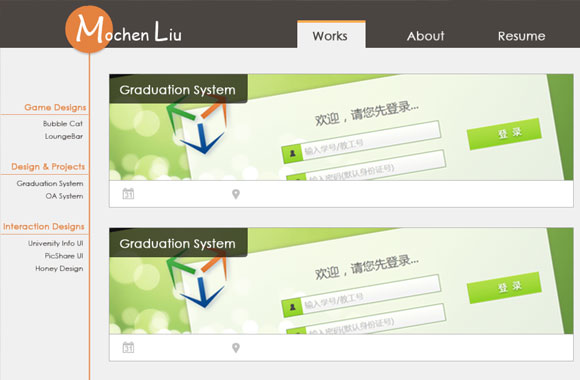 Mochen Liu
Works
About
Resume
Game Designs
Bubble Cat
LoungeBar
Design & Projects
Graduation System
OA System
Interaction Designs
University Info UI
PicShare UI
Honey Design
Graduation System
欢迎，请您先登录...
输入学号/教工号
登 录
输入密码(默认身份证号)
31
Graduation System
欢迎，请您先登录...
输入学号/教工号
登 录
输入密码(默认身份证号)
31